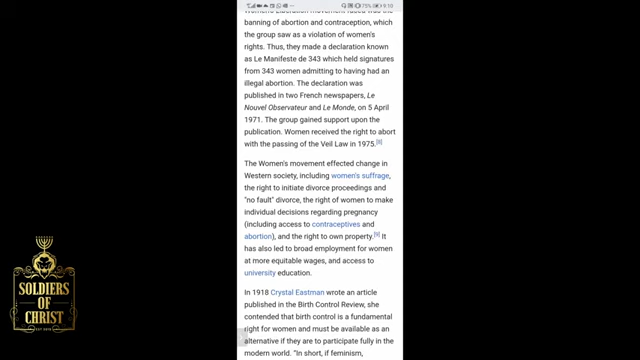 75% 9:10
Women's Liberation movement faced was the
banning of abortion and contraception, which
the group saw as a violation of women's
rights. Thus, they made a declaration known
as Le Manifeste de 343 which held signatures
from 343 women admitting to having had an
illegal abortion. The declaration was
published in two French newspapers, Le
Nouvel Observateur and Le Monde, on 5 April
1971. The group gained support upon the
publication. Women received the right to abort
with the passing of the Veil Law in 1975.[8]
The Women's movement effected change in
Western society, including women's suffrage,
the right to initiate divorce proceedings and
"no fault" divorce, the right of women to make
individual decisions regarding pregnancy
(including access to contraceptives and
abortion), and the right to own property.[9] It
has also led to broad employment for women
at more equitable wages, and access to
university education.
In 1918 Crystal Eastman wrote an article
published in the Birth Control Review, she
contended that birth control is a fundamental
right for women and must be available as an
alternative if they are to participate fully in the
modern world. "In short, if feminism,
SOLDIERS
OF
CHRIST